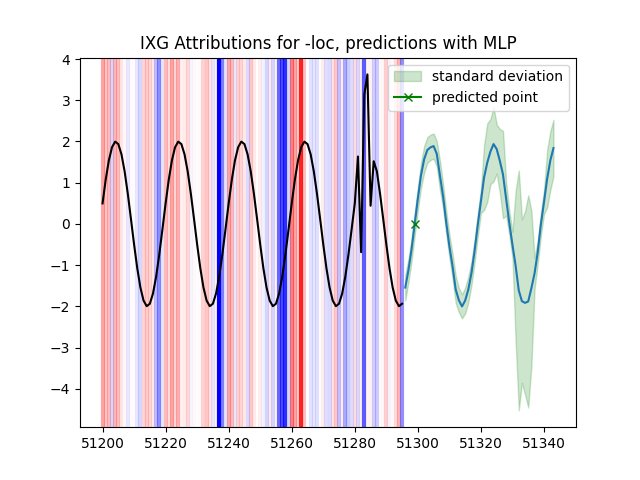 IXG Attributions for -loc, predictions with MLP
4
3
2
1
0
−1
−2
−3
−4
standard deviation
predicted point
51200 51220 51240 51260 51280 51300 51320 51340